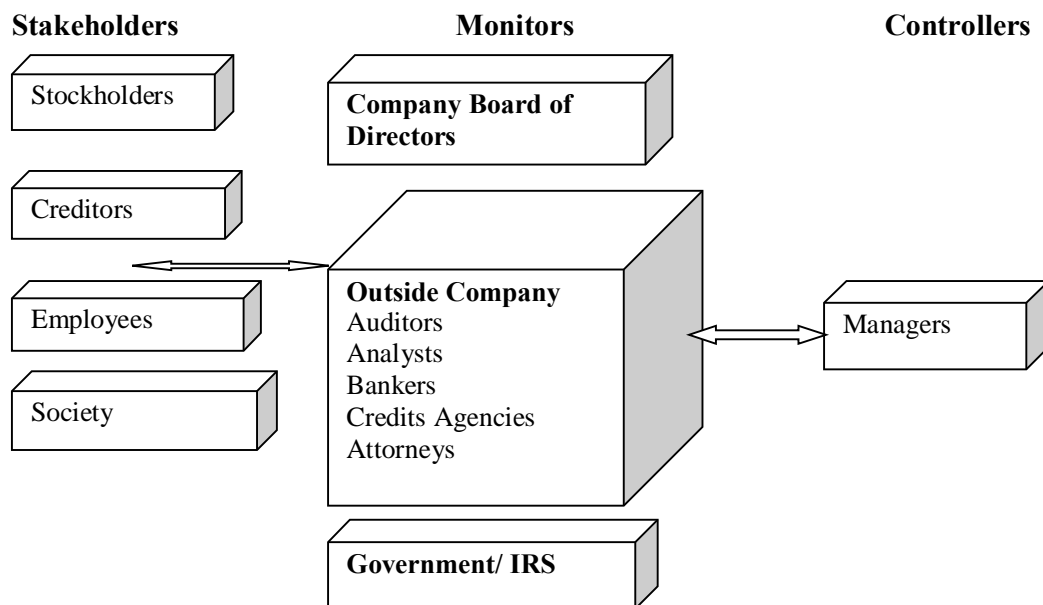 Stakeholders
Monitors
Controllers
Stockholders
Creditors
Employees
Society
Company Board of
Directors
Outside Company
Auditors
Analysts
Bankers
Credits Agencies
Attorneys
Government/ IRS
Managers